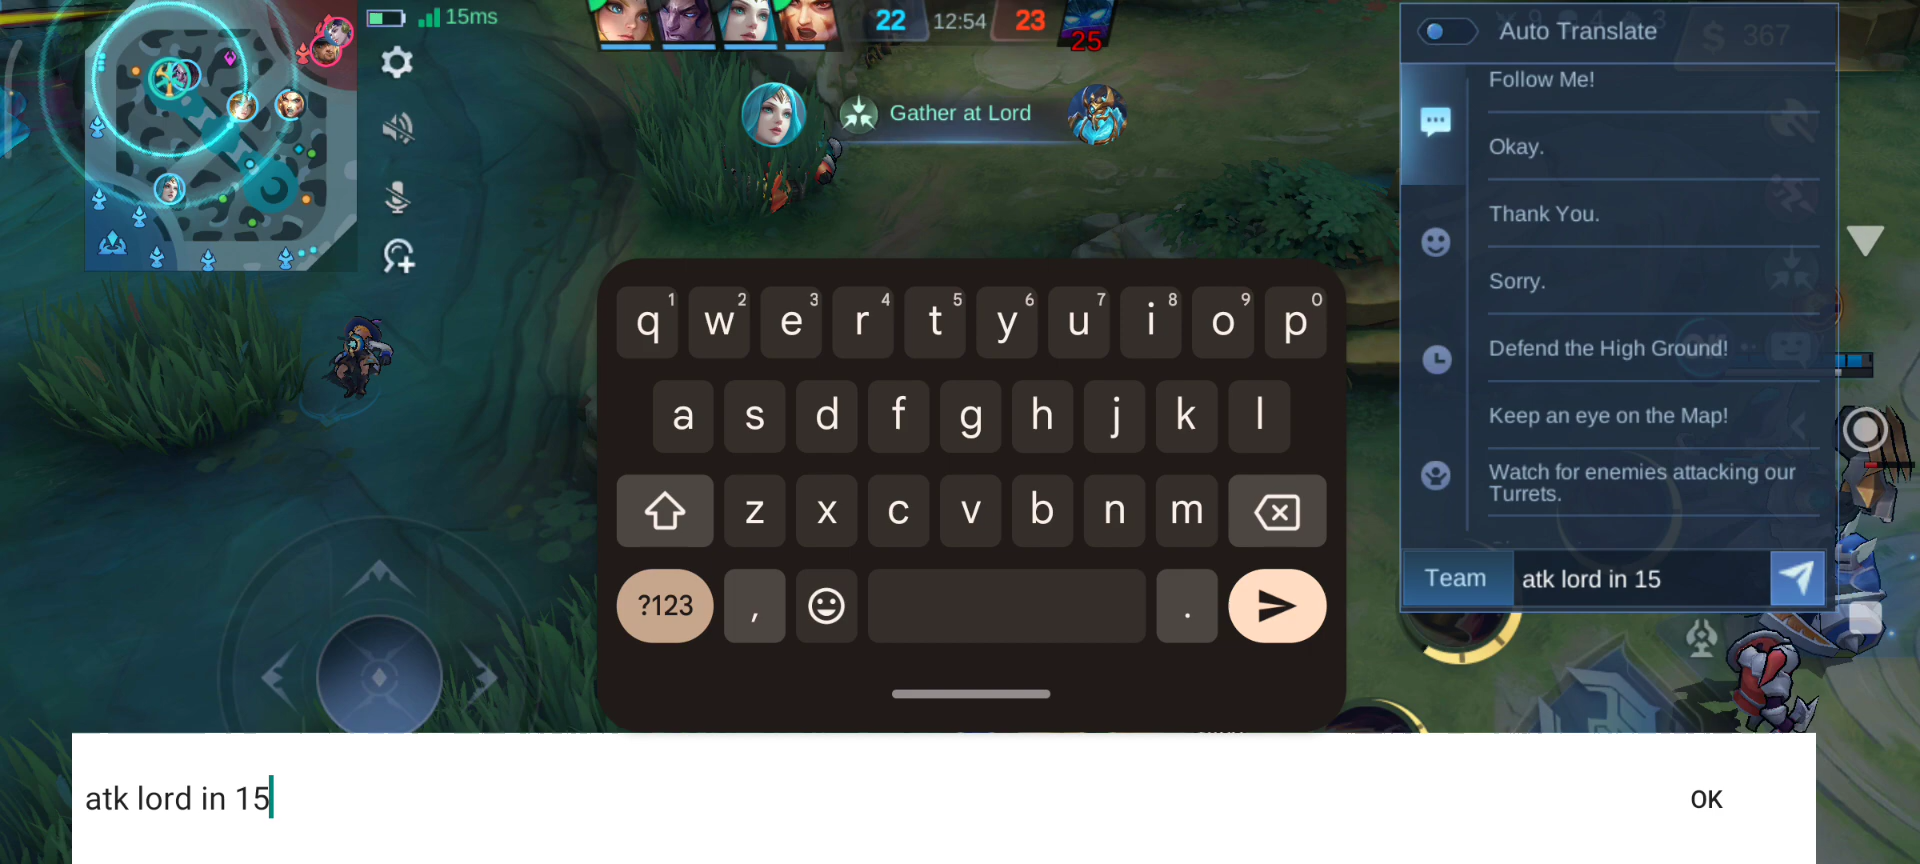 15ms
22 12:54 23
25
Gather at Lord
Auto Translate
$ 367
Follow Me!
Okay.
Thank You.
Sorry.
Defend the High Ground!
Keep an eye on the Map!
Watch for enemies attacking our
Turrets.
Team atk lord in 15
q 1 w 2 e 3 r 4 t 5 y 6 u 7 i 8 o 9 p 0
a s d f g h j k l
z x c v b n m
?123 , .
atk lord in 15 OK